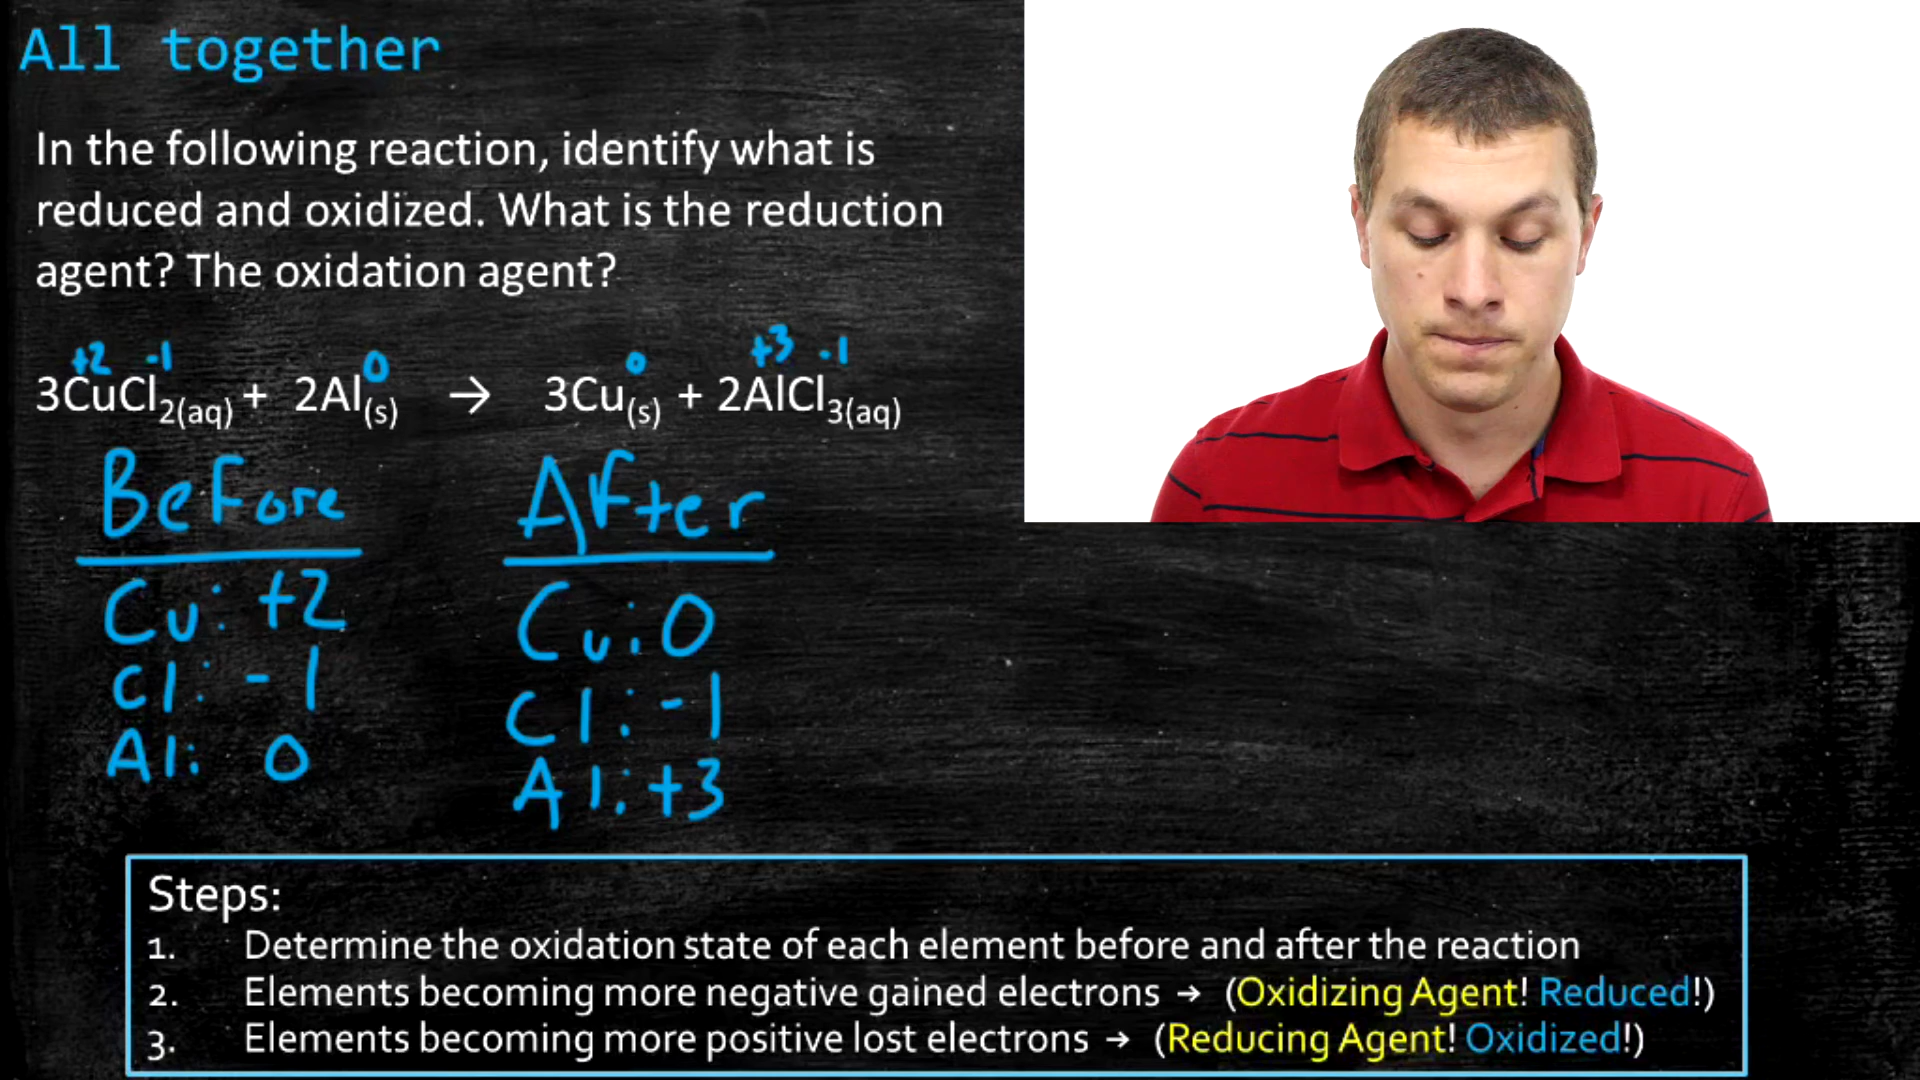 All together
In the following reaction, identify what is
reduced and oxidized. What is the reduction
agent? The oxidation agent?
+2 -1 0 0 +3 -1
3CuCl2(aq) + 2Al(s) → 3Cu(s) + 2AlCl3(aq)
Before After
Cu: +2 Cu: 0
Cl: -1 Cl: -1
Al: 0 Al: +3
Steps:
1. Determine the oxidation state of each element before and after the reaction
2. Elements becoming more negative gained electrons → (Oxidizing Agent! Reduced!)
3. Elements becoming more positive lost electrons → (Reducing Agent! Oxidized!)